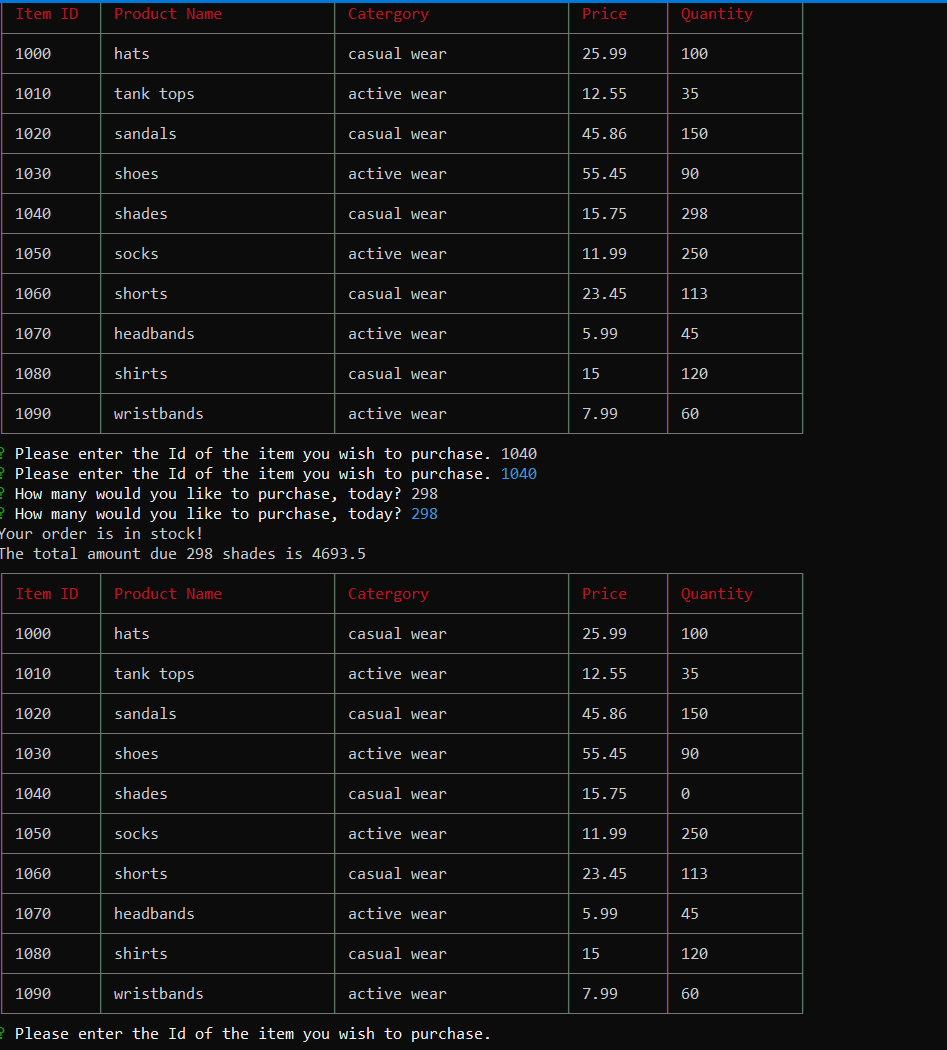 Item ID Product Name Catergory Price Quantity
1000 hats casual wear 25.99 100
1010 tank tops active wear 12.55 35
1020 sandals casual wear 45.86 150
1030 shoes active wear 55.45 90
1040 shades casual wear 15.75 298
1050 socks active wear 11.99 250
1060 shorts casual wear 23.45 113
1070 headbands active wear 5.99 45
1080 shirts casual wear 15 120
1090 wristbands active wear 7.99 60
? Please enter the Id of the item you wish to purchase. 1040
? Please enter the Id of the item you wish to purchase. 1040
? How many would you like to purchase, today? 298
? How many would you like to purchase, today? 298
Your order is in stock!
The total amount due 298 shades is 4693.5
Item ID Product Name Catergory Price Quantity
1000 hats casual wear 25.99 100
1010 tank tops active wear 12.55 35
1020 sandals casual wear 45.86 150
1030 shoes active wear 55.45 90
1040 shades casual wear 15.75 0
1050 socks active wear 11.99 250
1060 shorts casual wear 23.45 113
1070 headbands active wear 5.99 45
1080 shirts casual wear 15 120
1090 wristbands active wear 7.99 60
? Please enter the Id of the item you wish to purchase.